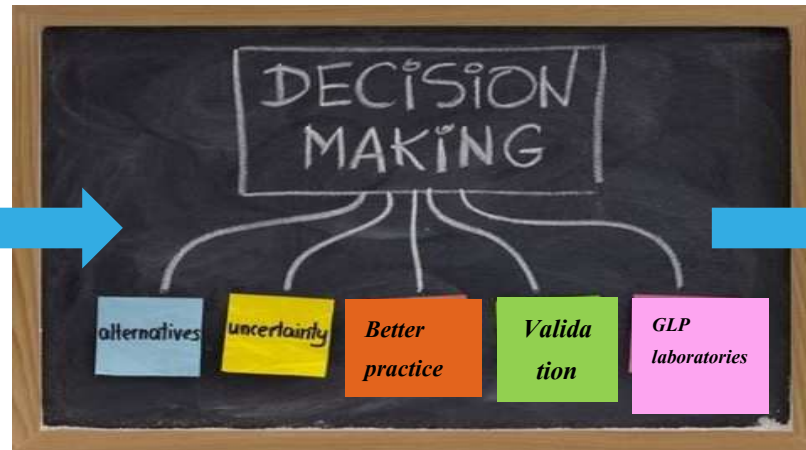 DECISION
MAKING
alternatives
uncertainty
Better
practice
Valida
tion
GLP
laboratories